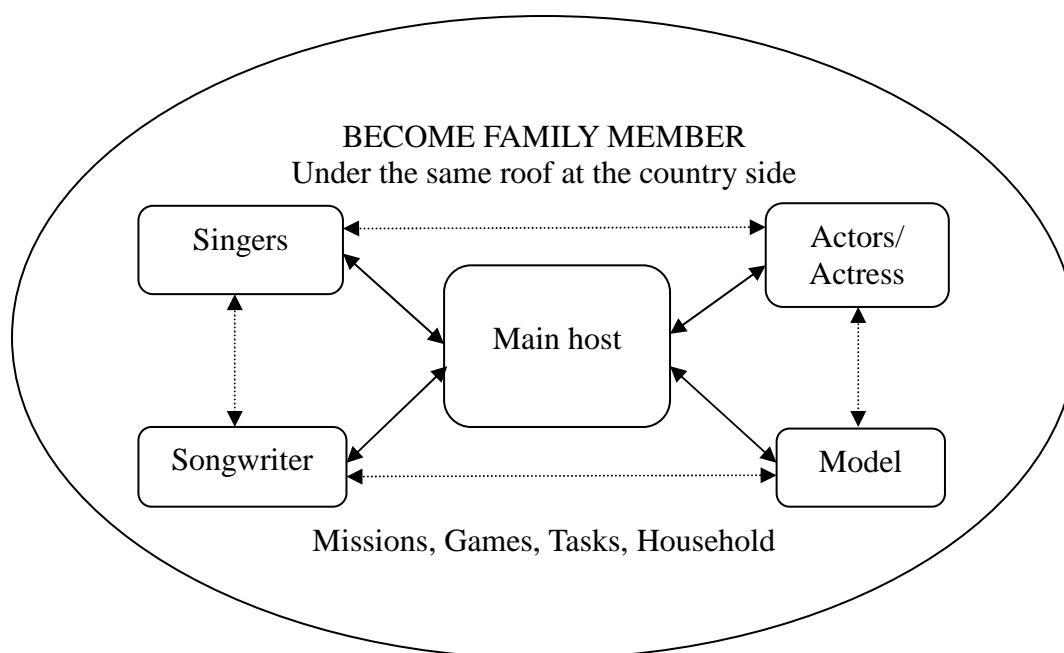 BECOME FAMILY MEMBER
Under the same roof at the country side
Singers
Actors/
Actress
Main host
Songwriter
Model
Missions, Games, Tasks, Household